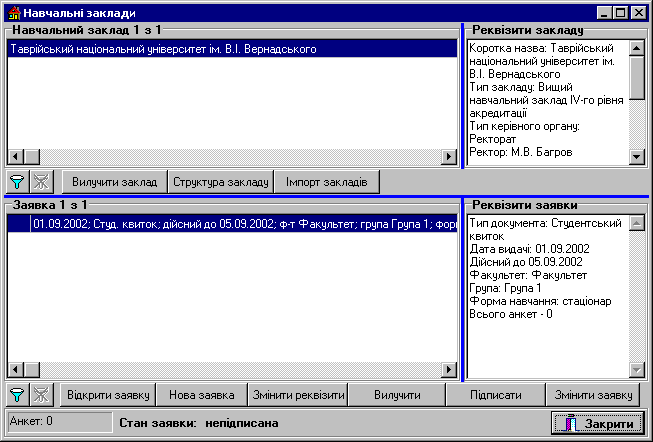 Навчальні заклади
Навчальний заклад 1 з 1
Таврійський національний університет ім. В.І. Вернадського
Реквізити закладу
Коротка назва: Таврійський
національний університет ім.
В.І. Вернадського
Тип закладу: Вищий
навчальний заклад IV-го рівня
акредитації
Тип керівного органу:
Ректорат
Ректор: М.В. Багров
Вилучити заклад
Структура закладу
Імпорт закладів
Заявка 1 з 1
01.09.2002; Студ. квиток; дійсний до 05.09.2002; ф-т Факультет; група Група 1; фор
Реквізити заявки
Тип документа: Студентський
квиток
Дата видачі: 01.09.2002
Дійсний до 05.09.2002
Факультет: Факультет
Група: Група 1
Форма навчання: стаціонар
Всього анкет - 0
Відкрити заявку
Нова заявка
Змінити реквізити
Вилучити
Підписати
Змінити заявку
Анкет: 0
Стан заявки: непідписана
Закрити